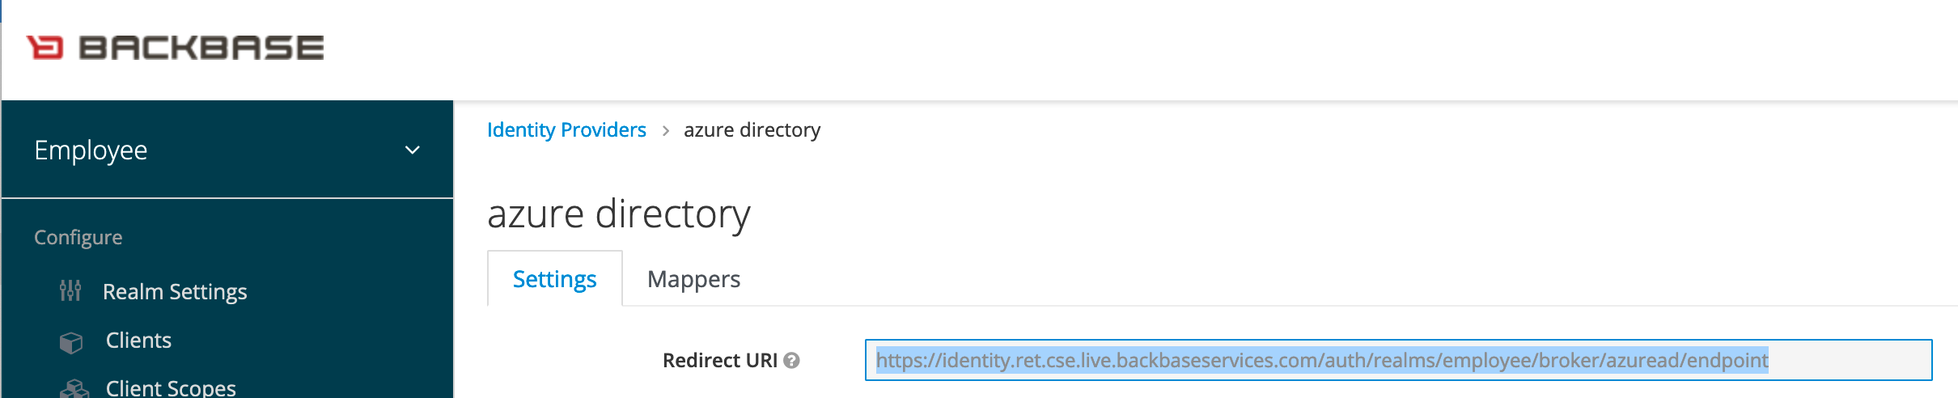 BACKBASE
Employee
Configure
Realm Settings
Clients
Client Scopes
Identity Providers > azure directory
azure directory
Settings Mappers
Redirect URI https://identity.ret.cse.live.backbaseservices.com/auth/realms/employee/broker/azuread/endpoint